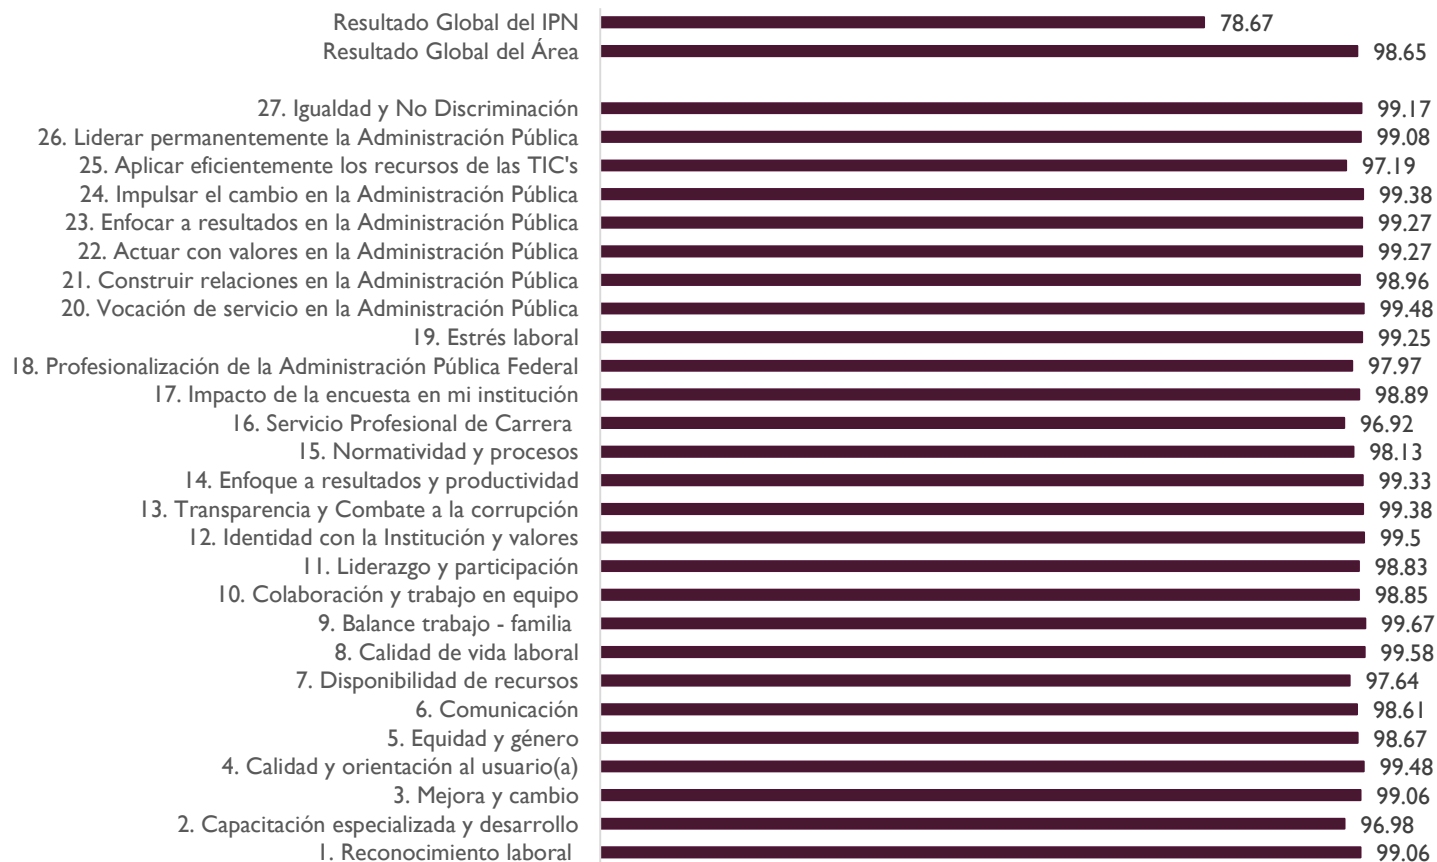 Resultado Global del IPN 78.67
Resultado Global del Área 98.65
27. Igualdad y No Discriminación 99.17
26. Liderar permanentemente la Administración Pública 99.08
25. Aplicar eficientemente los recursos de las TIC's 97.19
24. Impulsar el cambio en la Administración Pública 99.38
23. Enfocar a resultados en la Administración Pública 99.27
22. Actuar con valores en la Administración Pública 99.27
21. Construir relaciones en la Administración Pública 98.96
20. Vocación de servicio en la Administración Pública 99.48
19. Estrés laboral 99.25
18. Profesionalización de la Administración Pública Federal 97.97
17. Impacto de la encuesta en mi institución 98.89
16. Servicio Profesional de Carrera 96.92
15. Normatividad y procesos 98.13
14. Enfoque a resultados y productividad 99.33
13. Transparencia y Combate a la corrupción 99.38
12. Identidad con la Institución y valores 99.5
11. Liderazgo y participación 98.83
10. Colaboración y trabajo en equipo 98.85
9. Balance trabajo - familia 99.67
8. Calidad de vida laboral 99.58
7. Disponibilidad de recursos 97.64
6. Comunicación 98.61
5. Equidad y género 98.67
4. Calidad y orientación al usuario(a) 99.48
3. Mejora y cambio 99.06
2. Capacitación especializada y desarrollo 96.98
1. Reconocimiento laboral 99.06